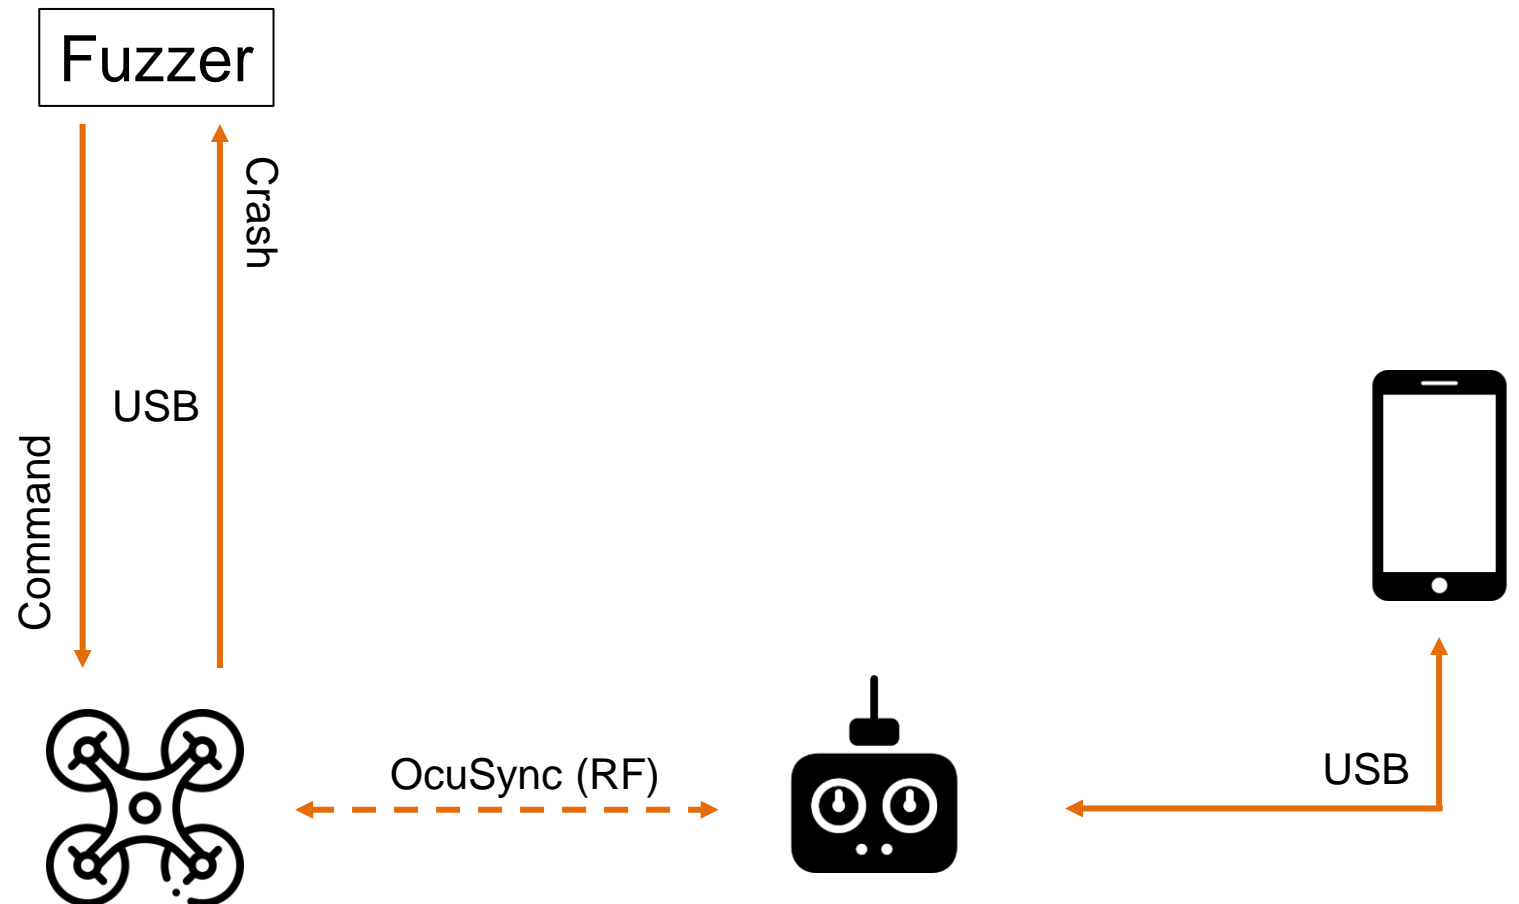 Fuzzer
Crash
USB
Command
OcuSync (RF)
USB